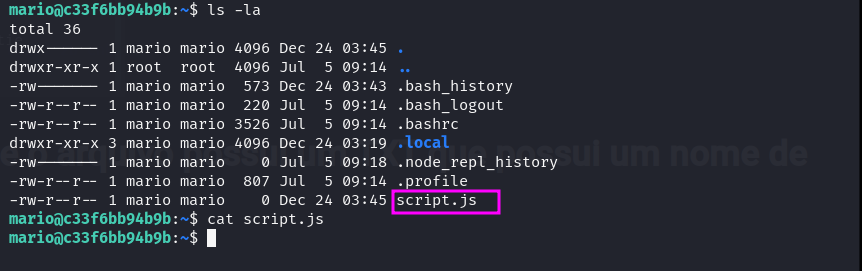 mario@c33f6bb94b9b:~$ ls -la
total 36
drwx------ 1 mario mario 4096 Dec 24 03:45 .
drwxr-xr-x 1 root  root  4096 Jul  5 09:14 ..
-rw------- 1 mario mario  573 Dec 24 03:43 .bash_history
-rw-r--r-- 1 mario mario  220 Jul  5 09:14 .bash_logout
-rw-r--r-- 1 mario mario 3526 Jul  5 09:14 .bashrc
drwxr-xr-x 3 mario mario 4096 Dec 24 03:19 .local
possui um nome de
-rw------- 1 mario mario    0 Jul  5 09:18 .node_repl_history
-rw-r--r-- 1 mario mario  807 Jul  5 09:14 .profile
-rw-r--r-- 1 mario mario    0 Dec 24 03:45 script.js
mario@c33f6bb94b9b:~$ cat script.js
mario@c33f6bb94b9b:~$